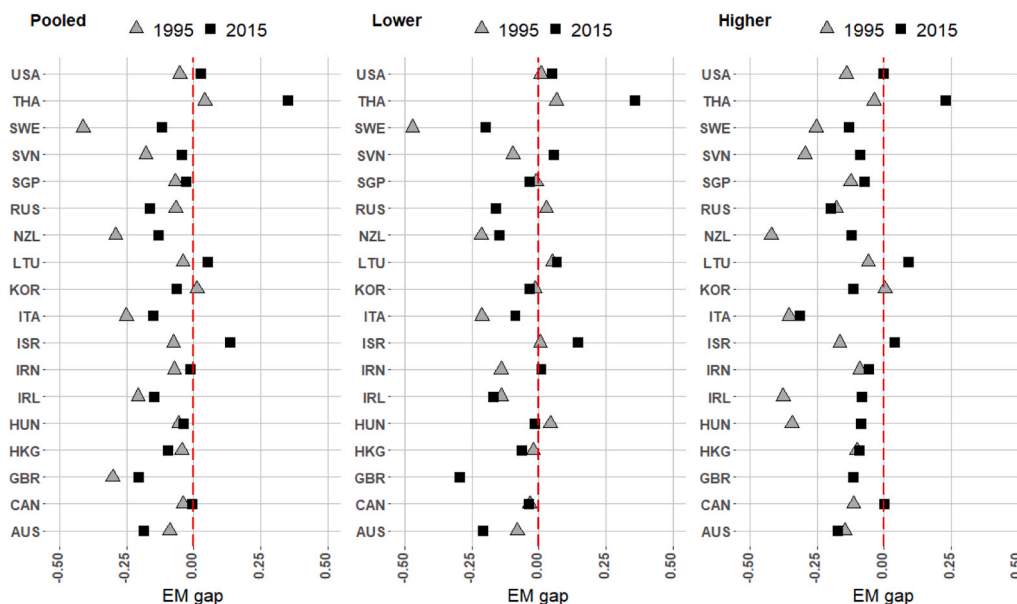 Pooled 1995 2015
USA
THA
SWE
SVN
SGP
RUS
NZL
LTU
KOR
ITA
ISR
IRN
IRL
HUN
HKG
GBR
CAN
AUS
-0.50 -0.25 0.00 0.25 0.50
EM gap
Lower 1995 2015
USA
THA
SWE
SVN
SGP
RUS
NZL
LTU
KOR
ITA
ISR
IRN
IRL
HUN
HKG
GBR
CAN
AUS
-0.50 -0.25 0.00 0.25 0.50
EM gap
Higher 1995 2015
USA
THA
SWE
SVN
SGP
RUS
NZL
LTU
KOR
ITA
ISR
IRN
IRL
HUN
HKG
GBR
CAN
AUS
-0.50 -0.25 0.00 0.25 0.50
EM gap